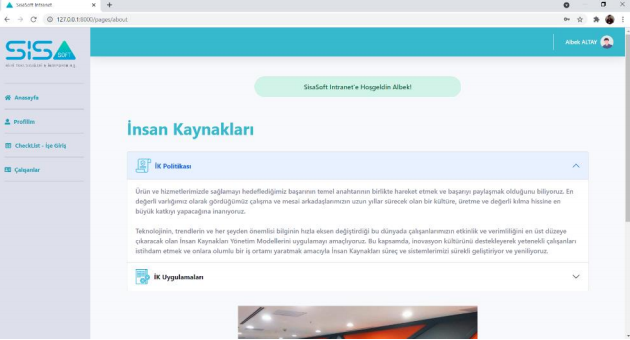 SisaSoft Intranet
127.0.0.1:8000/pages/about
SiSA
SOFT
Albek ALTAY
SisaSoft Intranet'e Hoşgeldin Albek!
Anasayfa
Profilim
CheckList - İşe Giriş
Çalışanlar
İnsan Kaynakları
İK Politikası
Ürün ve hizmetlerimizde sağlamayı hedeflediğimiz başarının temel anahtarının birlikte hareket etmek ve başarıyı paylaşmak olduğunu biliyoruz. En
değerli varlığımız olarak gördüğümüz çalışma ve mesai arkadaşlarımızın uzun yıllar sürecek olan bir kültüre, üretme ve değerli kılma hissine en
büyük katkıyı yapacağına inanıyoruz.
Teknolojinin, trendlerin ve her şeyden önemlisi bilginin hızla eksen değiştirdiği bu dünyada çalışanlarımızın etkinlik ve verimliliğini en üst düzeye
çıkaracak olan İnsan Kaynakları Yönetim Modellerini uygulamayı amaçlıyoruz. Bu kapsamda, inovasyon kültürünü destekleyerek yetenekli çalışanları
istihdam etmek ve onlara olumlu bir iş ortamı yaratmak amacıyla İnsan Kaynakları süreç ve sistemlerimizi sürekli geliştiriyor ve yeniliyoruz.
İK Uygulamaları